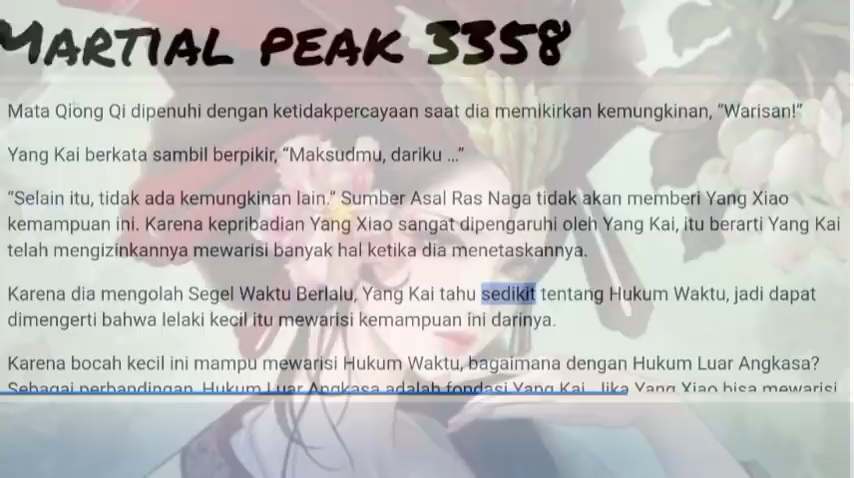 MARTIAL PEAK 3358
Mata Qiong Qi dipenuhi dengan ketidakpercayaan saat dia memikirkan kemungkinan, “Warisan!”
Yang Kai berkata sambil berpikir, “Maksudmu, dariku ...”
“Selain itu, tidak ada kemungkinan lain.” Sumber Asal Ras Naga tidak akan memberi Yang Xiao
kemampuan ini. Karena kepribadian Yang Xiao sangat dipengaruhi oleh Yang Kai, itu berarti Yang Kai
telah mengizinkannya mewarisi banyak hal ketika dia menetaskannya.
Karena dia mengolah Segel Waktu Berlalu, Yang Kai tahu sedikit tentang Hukum Waktu, jadi dapat
dimengerti bahwa lelaki kecil itu mewarisi kemampuan ini darinya.
Karena bocah kecil ini mampu mewarisi Hukum Waktu, bagaimana dengan Hukum Luar Angkasa?
Sebagai perbandingan, Hukum Luar Angkasa adalah fondasi Yang Kai. Jika Yang Xiao bisa mewarisi